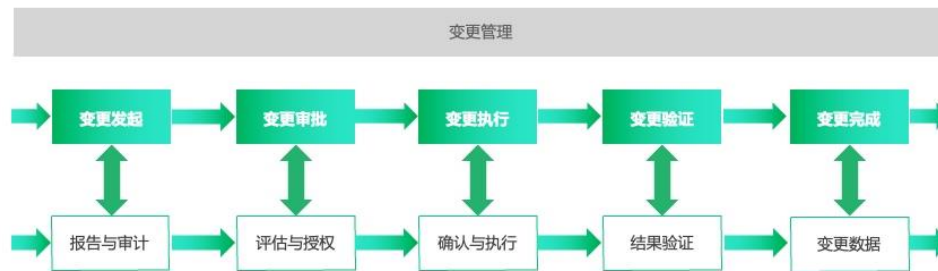 变更管理
变更发起 变更审批 变更执行 变更验证 变更完成
报告与审计 评估与授权 确认与执行 结果验证 变更数据